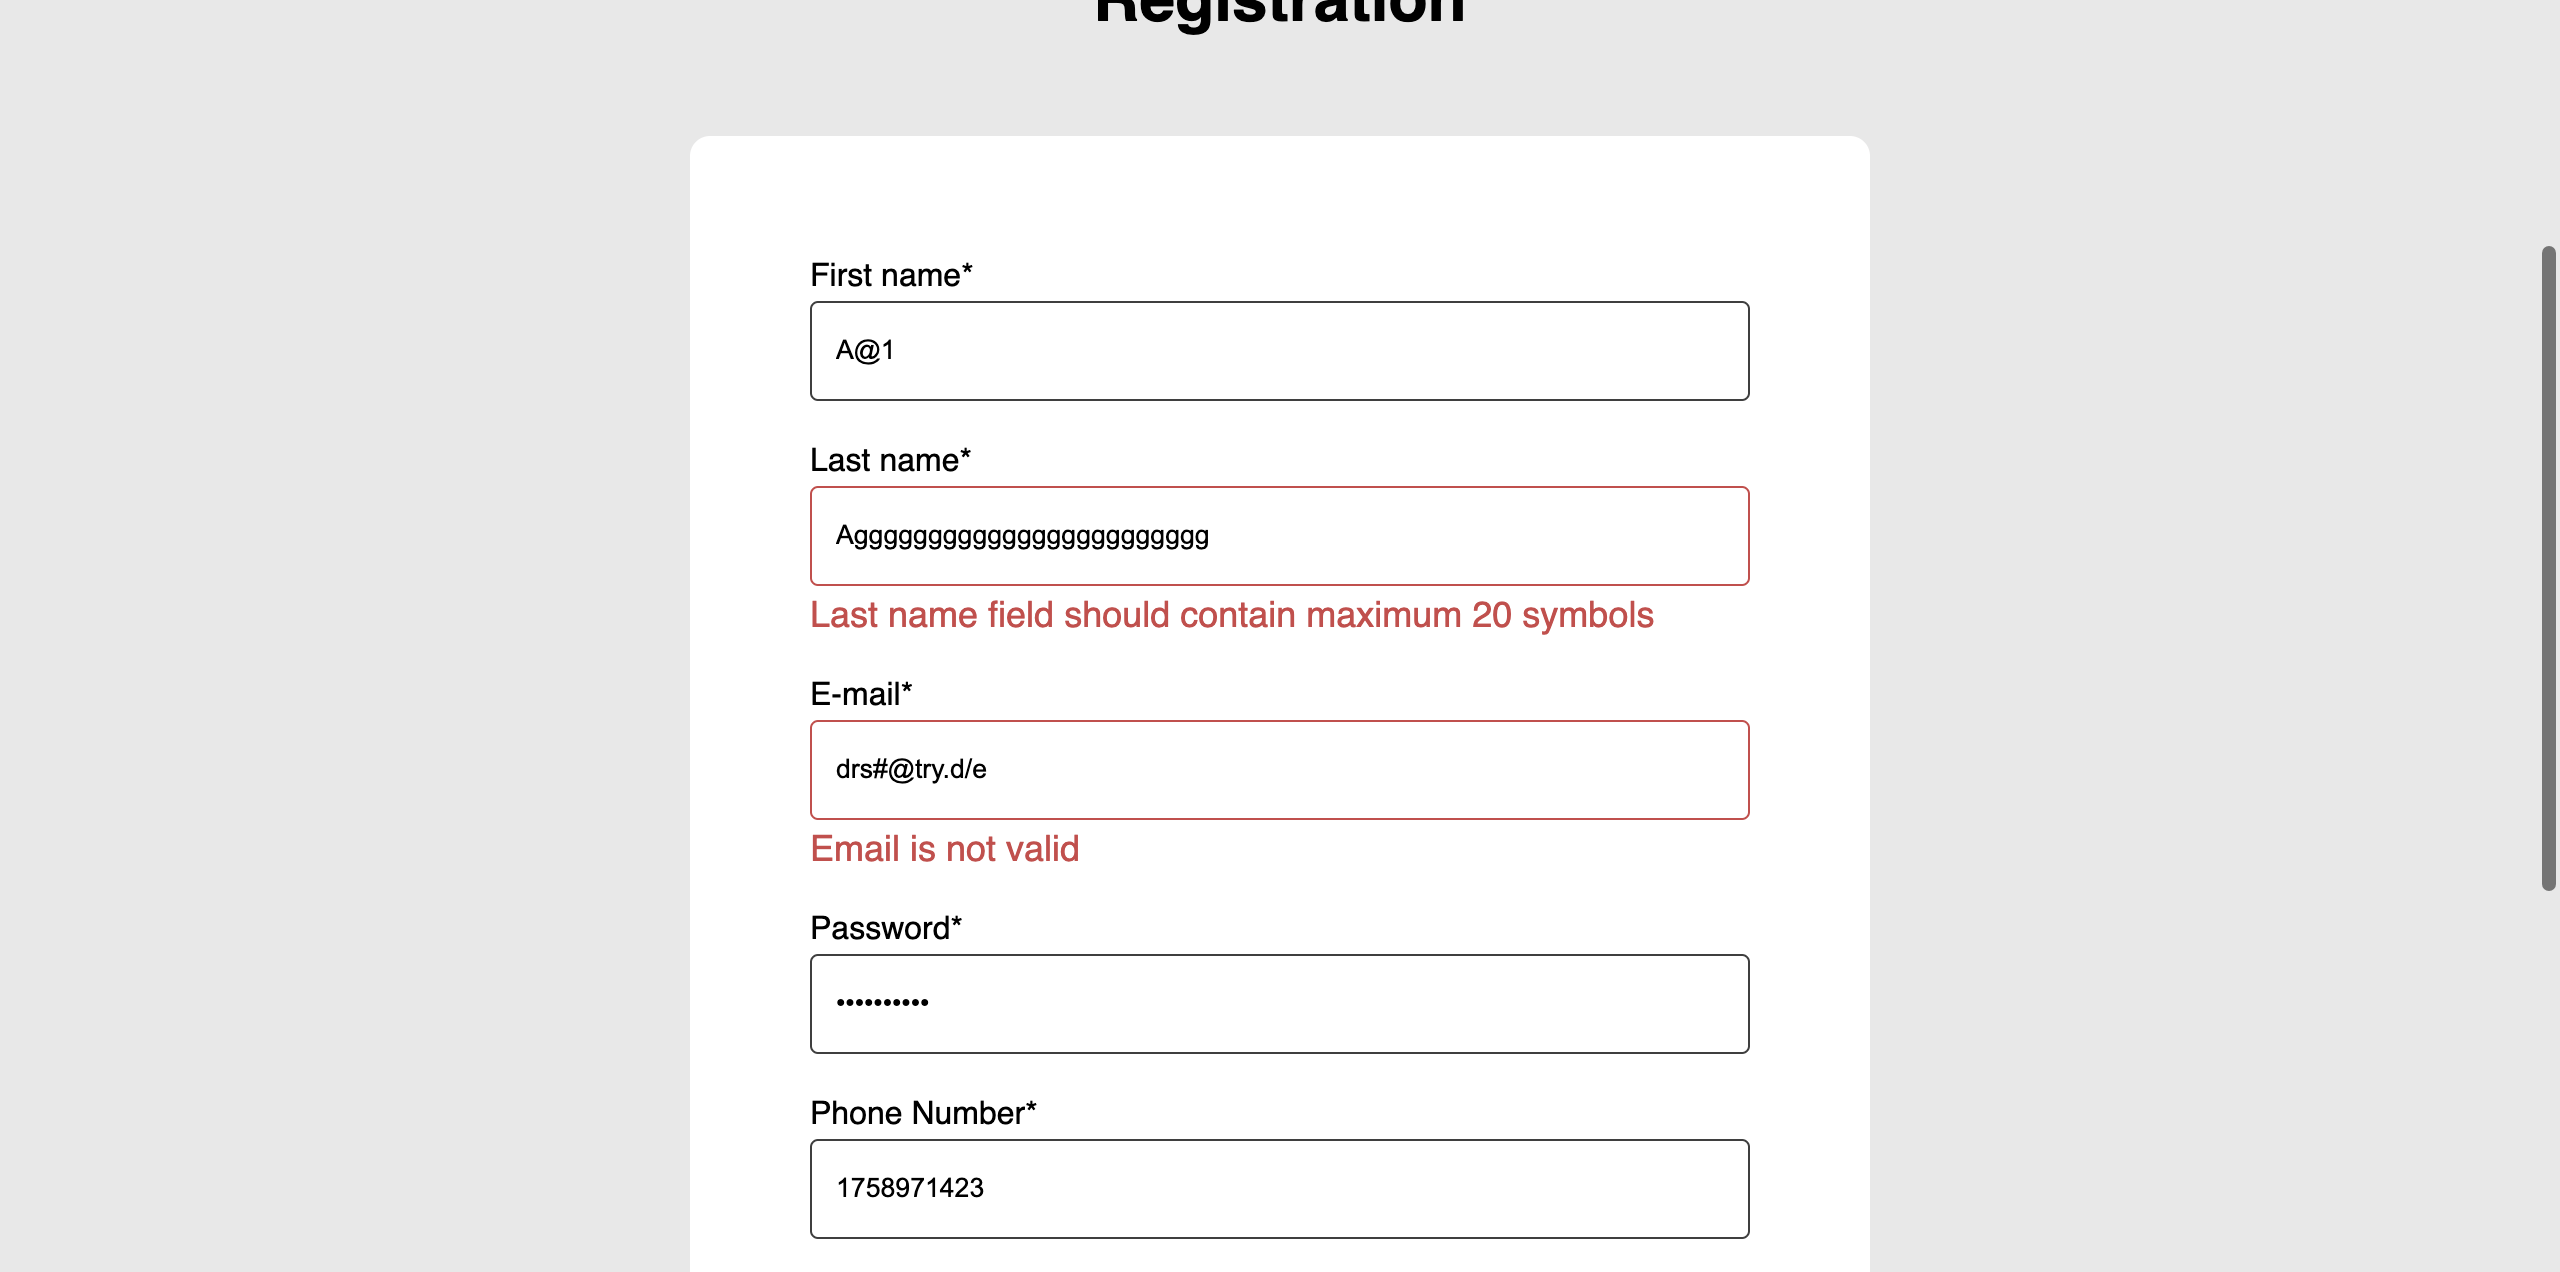 Registration
First name*
A@1
Last name*
Agggggggggggggggggggggggg
Last name field should contain maximum 20 symbols
E-mail*
drs#@try.d/e
Email is not valid
Password*
••••••••••
Phone Number*
1758971423